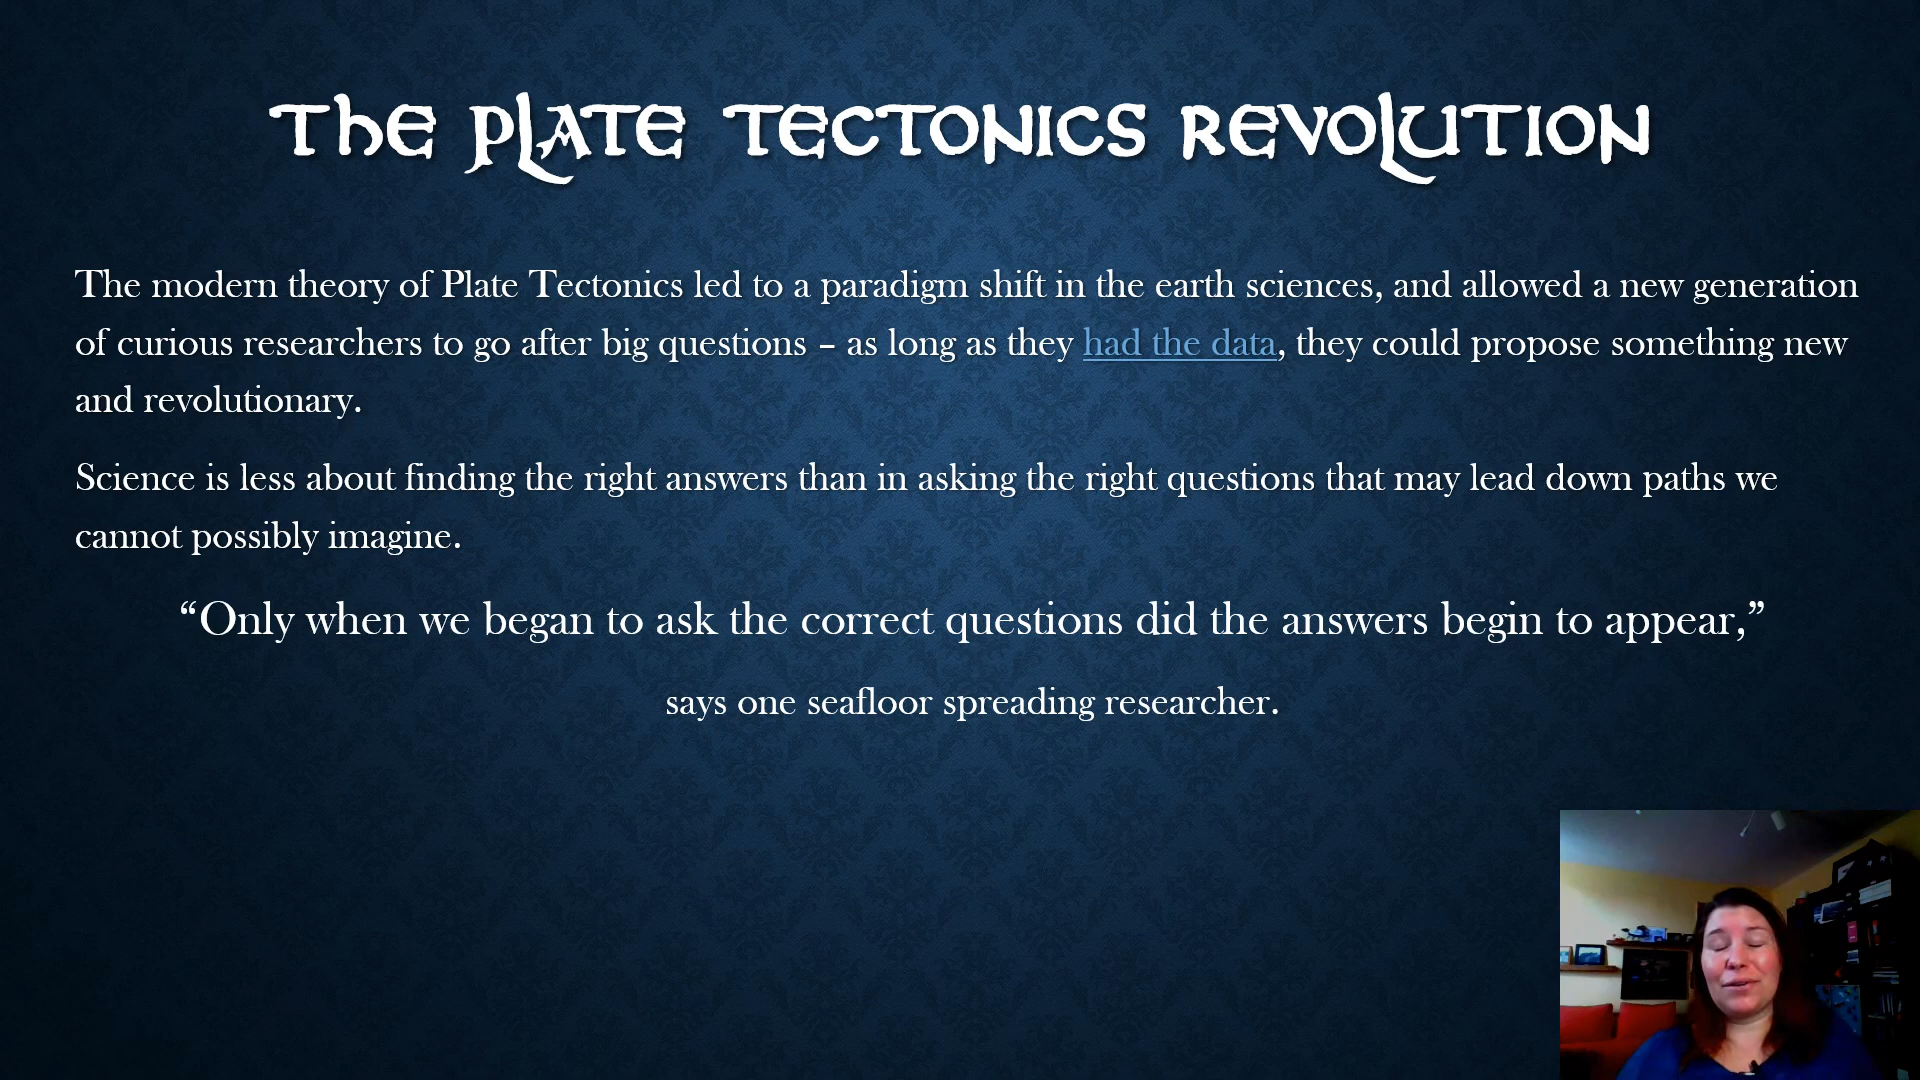 THE PLATE TECTONICS REVOLUTION
The modern theory of Plate Tectonics led to a paradigm shift in the earth sciences, and allowed a new generation
of curious researchers to go after big questions – as long as they had the data, they could propose something new
and revolutionary.
Science is less about finding the right answers than in asking the right questions that may lead down paths we
cannot possibly imagine.
“Only when we began to ask the correct questions did the answers begin to appear,”
says one seafloor spreading researcher.